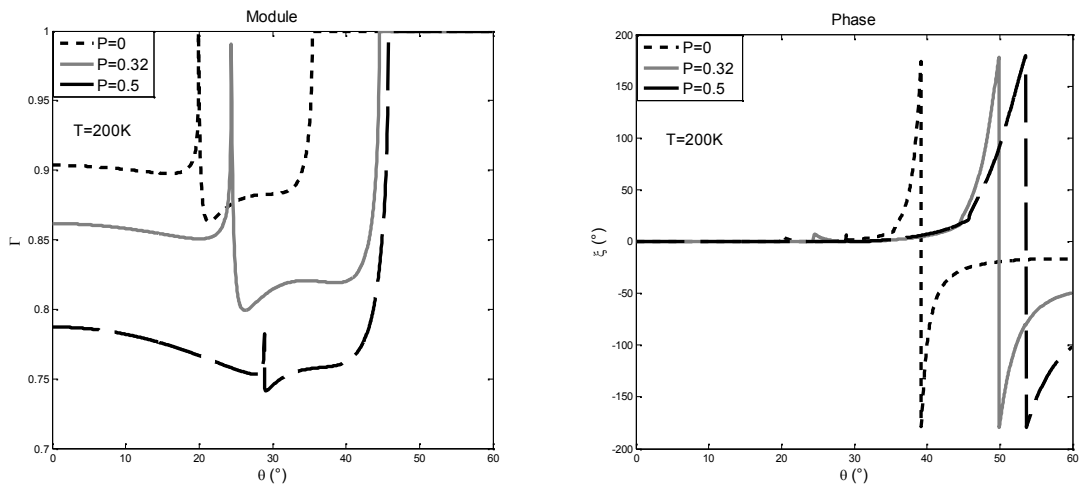 Module
P=0
P=0.32
P=0.5
T=200K
1
0.95
0.9
0.85
0.8
0.75
0.7
Γ
0 10 20 30 40 50 60
θ (°)
Phase
P=0
P=0.32
P=0.5
T=200K
200
150
100
50
0
-50
-100
-150
-200
ξ (°)
0 10 20 30 40 50 60
θ (°)